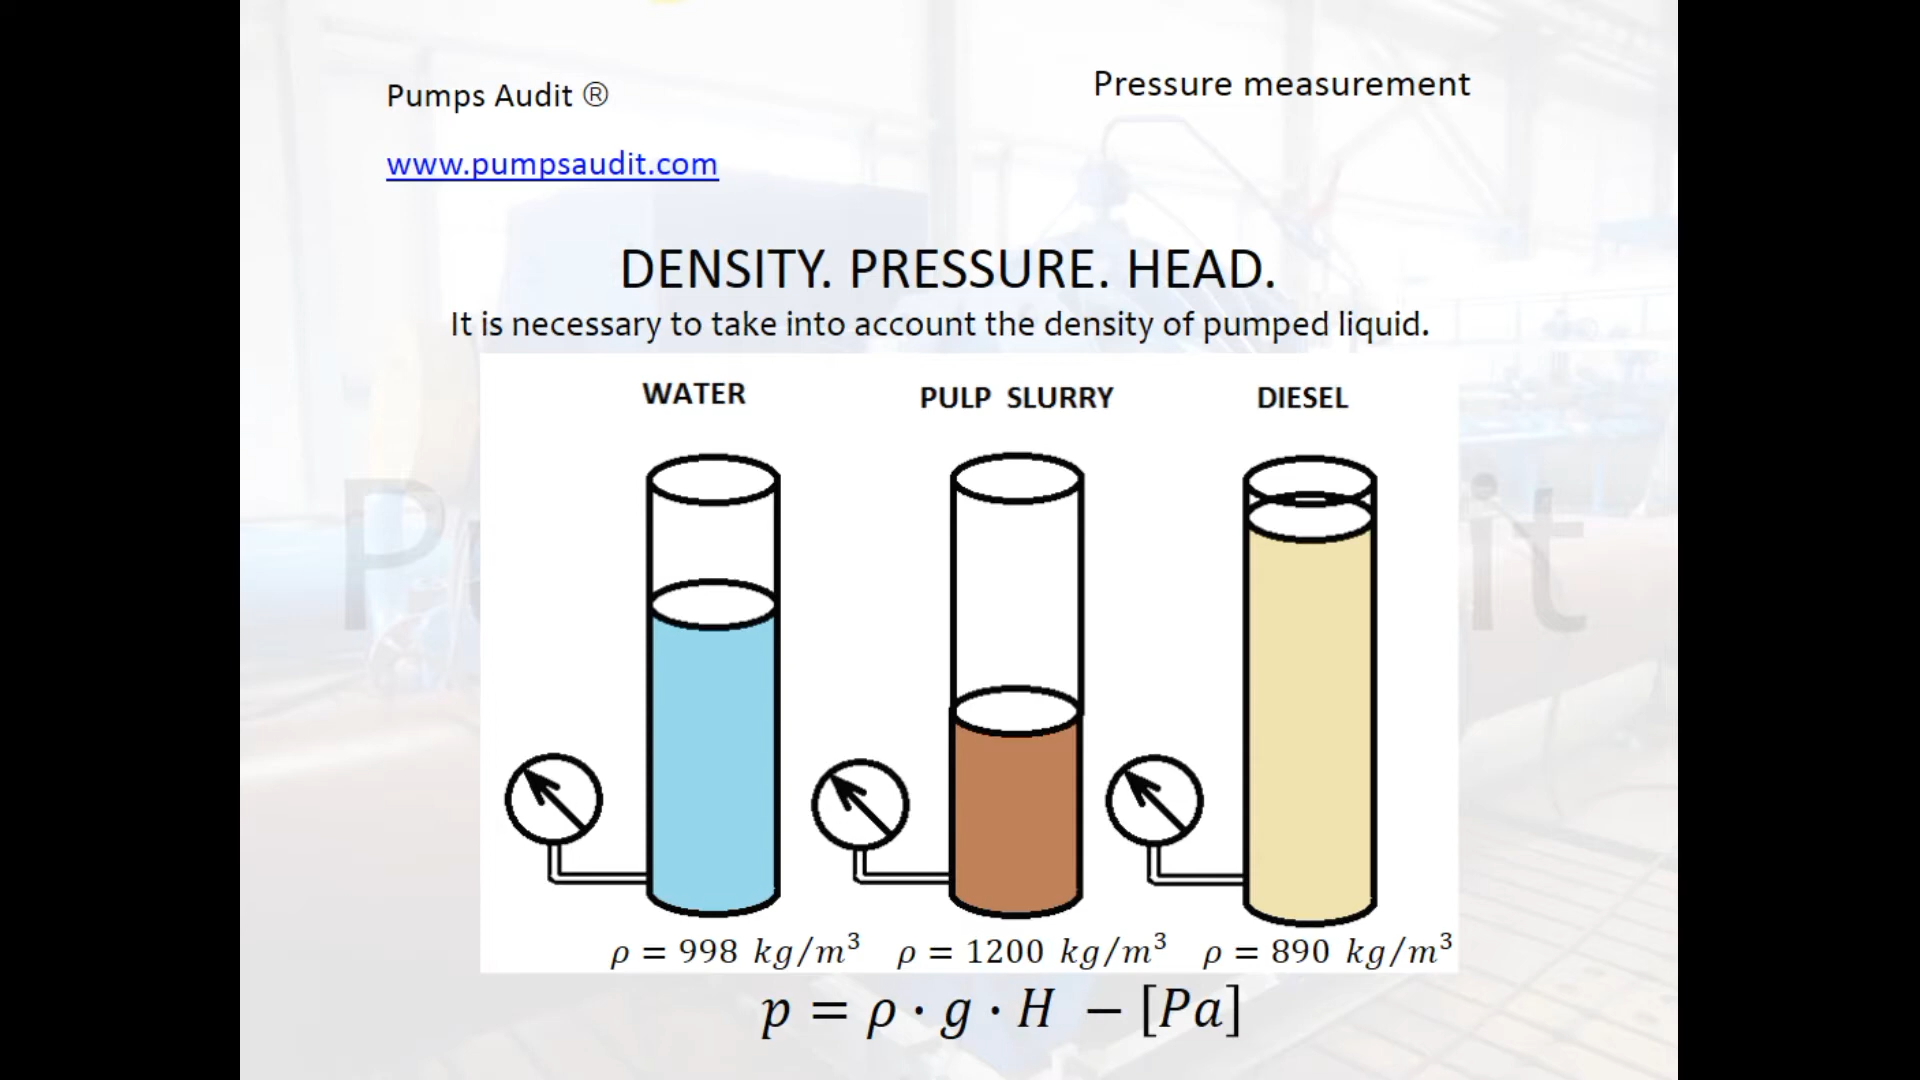 Pumps Audit ®
Pressure measurement
www.pumpsaudit.com
DENSITY. PRESSURE. HEAD.
It is necessary to take into account the density of pumped liquid.
WATER
PULP SLURRY
DIESEL
ρ = 998 kg/m³
ρ = 1200 kg/m³
ρ = 890 kg/m³
p = ρ · g · H − [Pa]